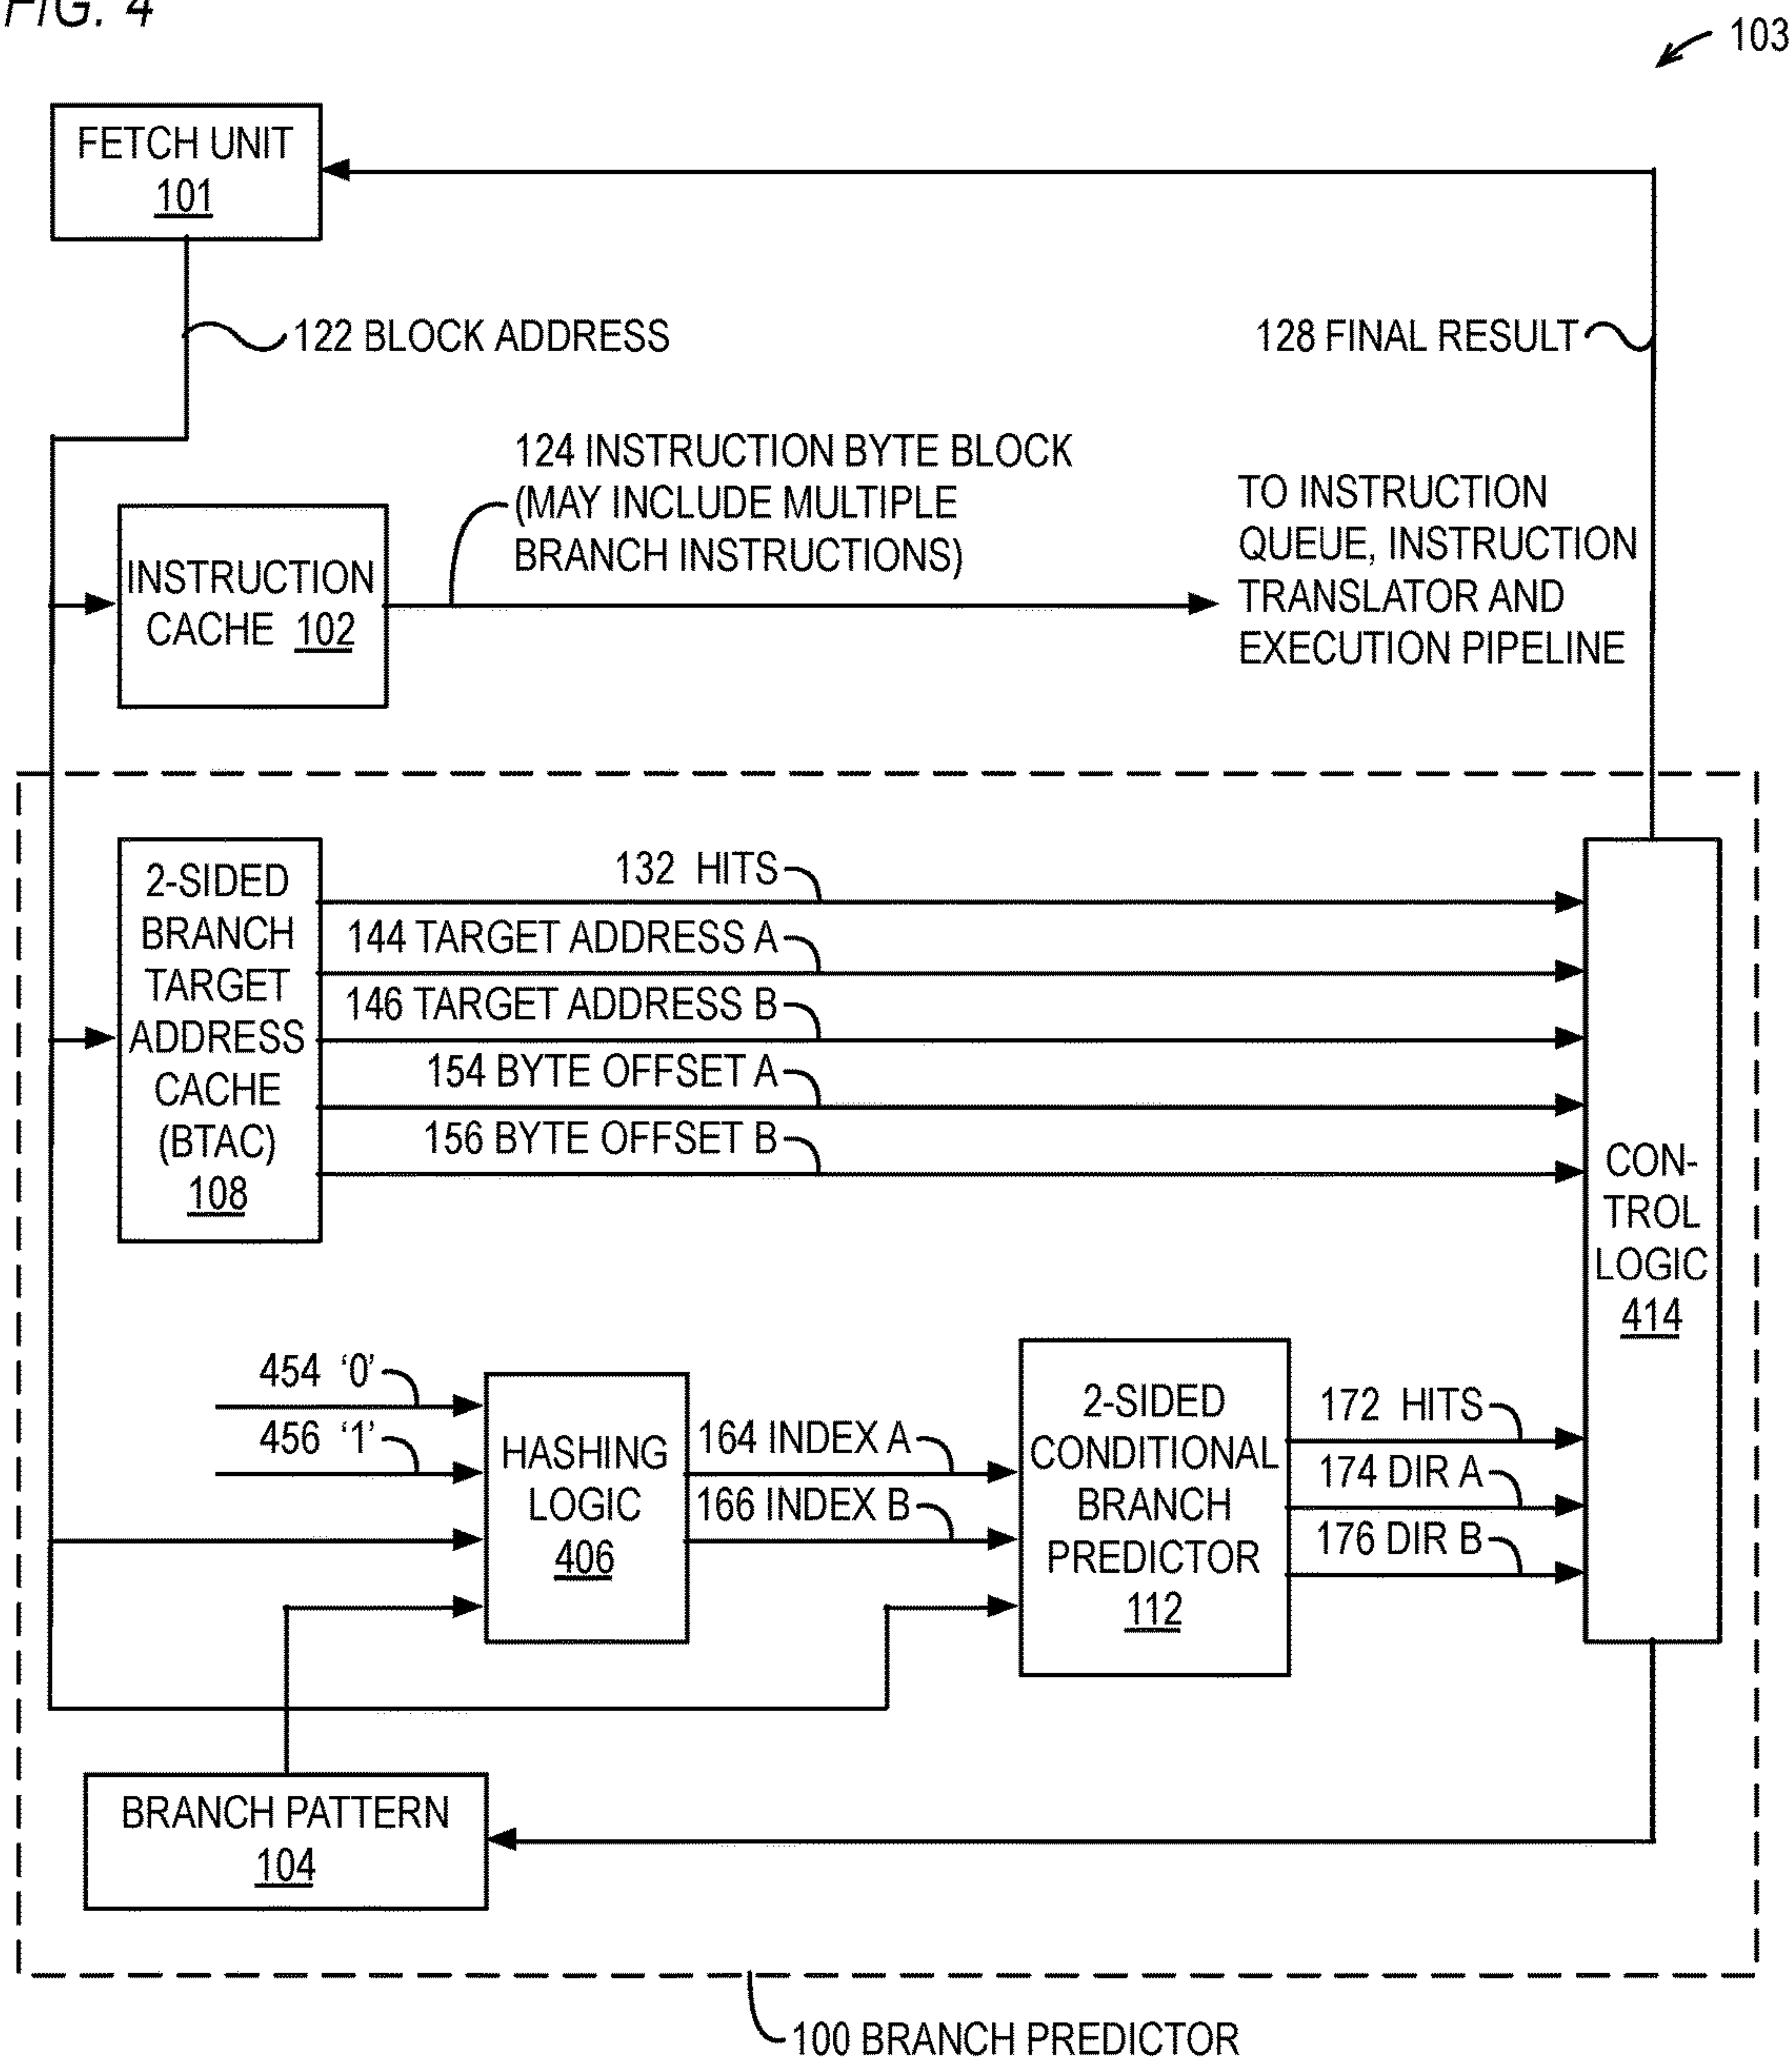 FIG. 4
103
FETCH UNIT
101
122 BLOCK ADDRESS
128 FINAL RESULT
124 INSTRUCTION BYTE BLOCK
(MAY INCLUDE MULTIPLE
BRANCH INSTRUCTIONS)
TO INSTRUCTION
QUEUE, INSTRUCTION
TRANSLATOR AND
EXECUTION PIPELINE
INSTRUCTION
CACHE 102
2-SIDED
BRANCH
TARGET
ADDRESS
CACHE
(BTAC)
108
132 HITS
144 TARGET ADDRESS A
146 TARGET ADDRESS B
154 BYTE OFFSET A
156 BYTE OFFSET B
CON-
TROL
LOGIC
414
454 ‘0’
456 ‘1’
HASHING
LOGIC
406
164 INDEX A
166 INDEX B
2-SIDED
CONDITIONAL
BRANCH
PREDICTOR
112
172 HITS
174 DIR A
176 DIR B
BRANCH PATTERN
104
100 BRANCH PREDICTOR